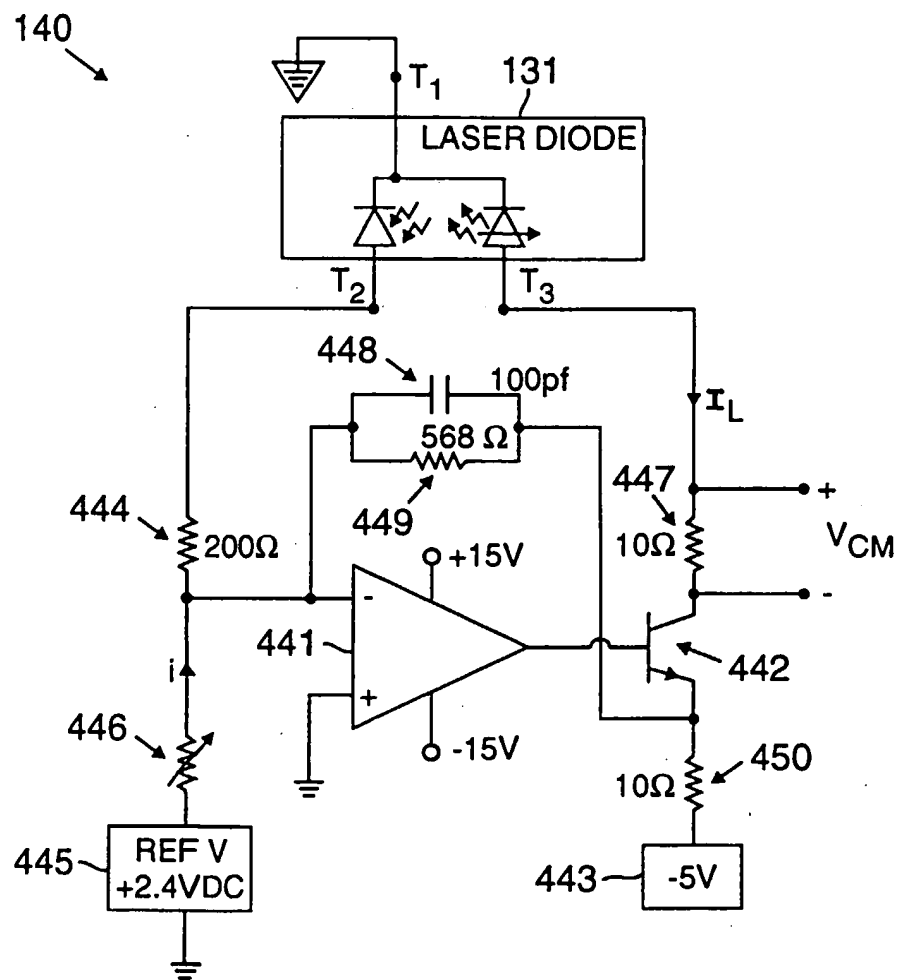 140
T1
131
LASER DIODE
T2
T3
448
100pf
IL
568 Ω
449
447
10Ω
+
VCM
-
444
200Ω
+15V
-
441
+
-15V
442
i
446
10Ω
450
445
REF V
+2.4VDC
443
-5V